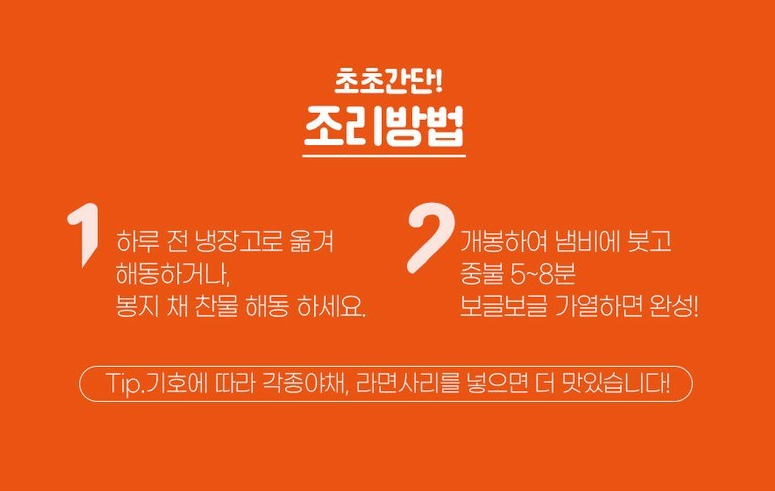 초초간단!
조리방법
1
하루 전 냉장고로 옮겨
해동하거나,
봉지 채 찬물 해동 하세요.
2
개봉하여 냄비에 붓고
중불 5~8분
보글보글 가열하면 완성!
Tip.기호에 따라 각종야채, 라면사리를 넣으면 더 맛있습니다!